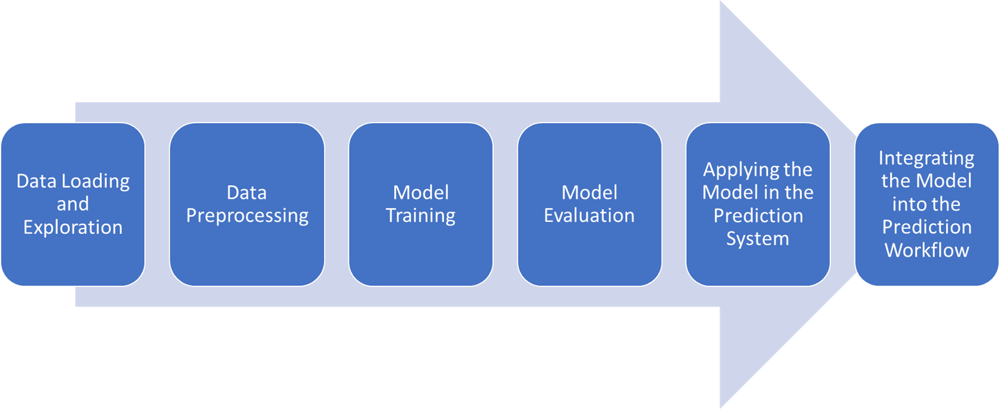 Data Loading
and
Exploration
Data
Preprocessing
Model
Training
Model
Evaluation
Applying the
Model in the
Prediction
System
Integrating
the Model
into the
Prediction
Workflow